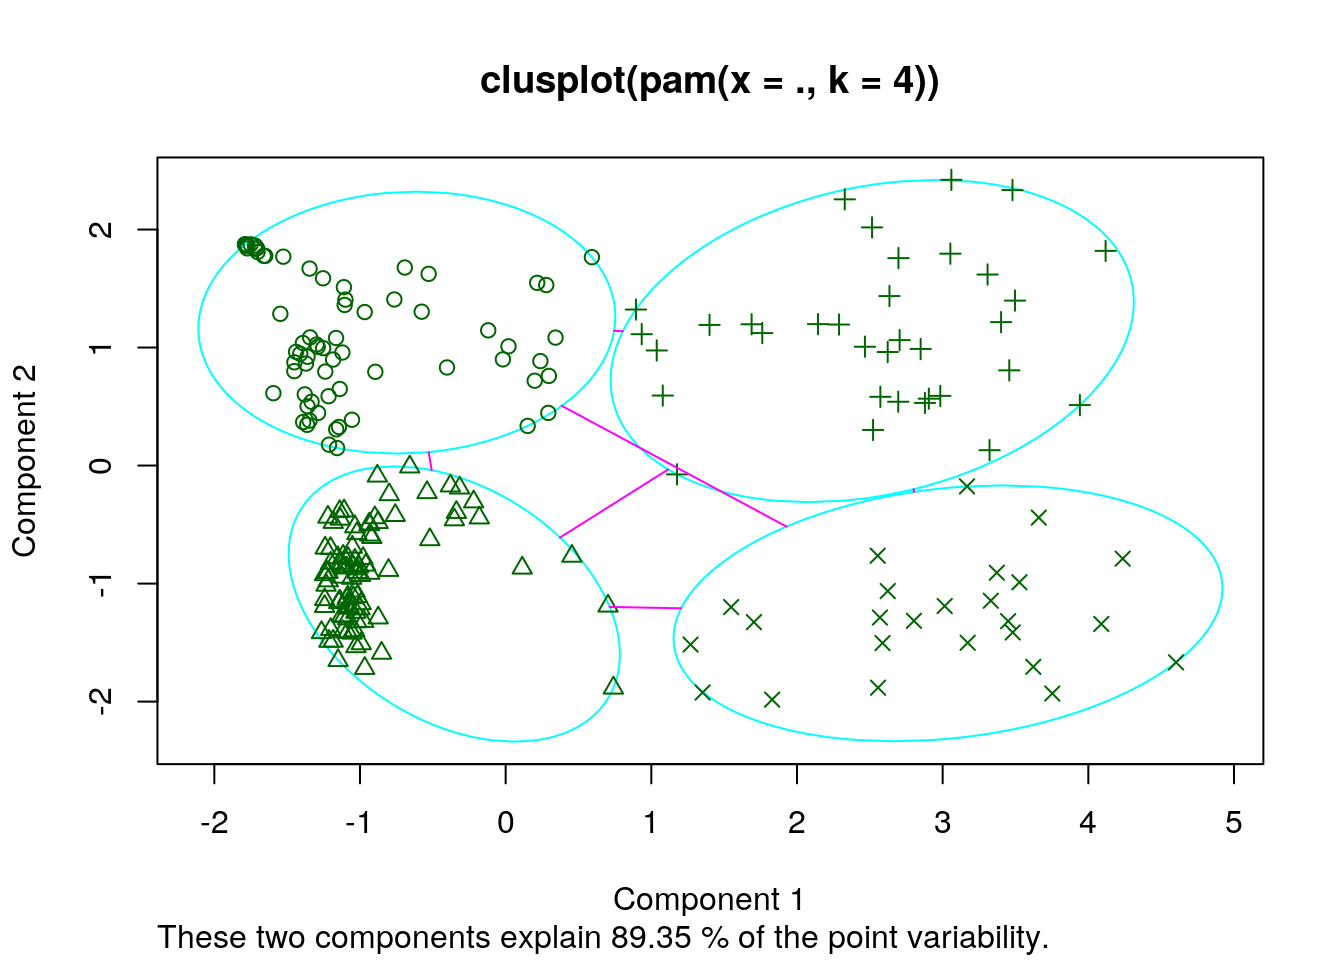 clusplot(pam(x = ., k = 4))
Component 2
2
1
0
-1
-2
-2 -1 0 1 2 3 4 5
Component 1
These two components explain 89.35 % of the point variability.